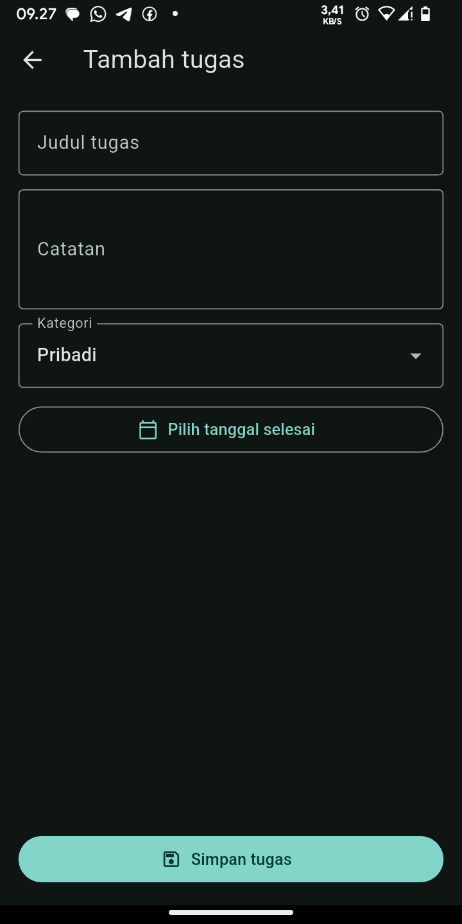 09.27
3,41
KB/S
Tambah tugas
Judul tugas
Catatan
Kategori
Pribadi
Pilih tanggal selesai
Simpan tugas